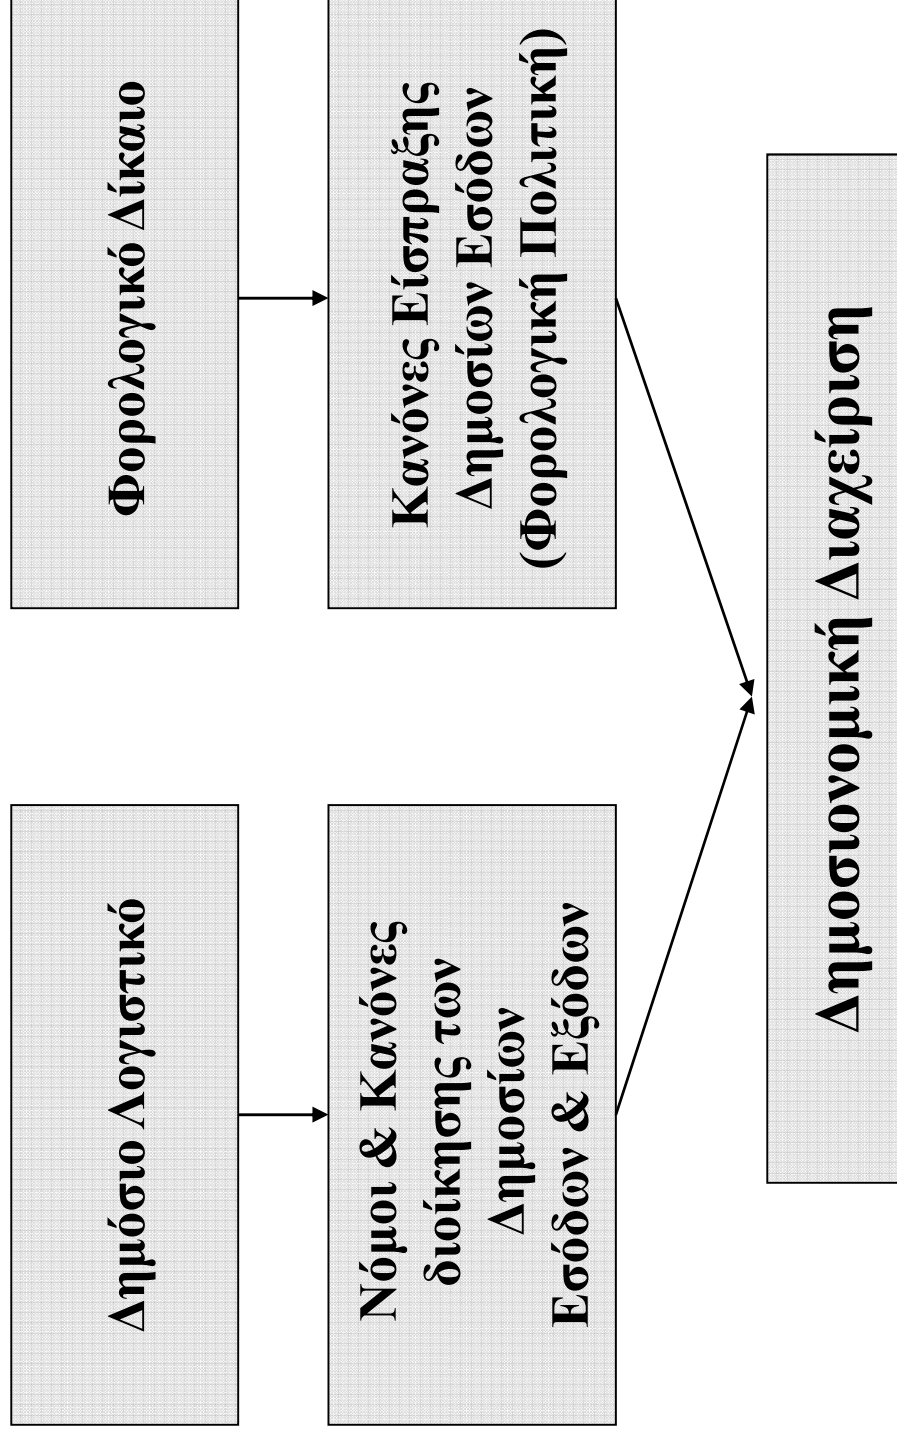 Δημόσιο Λογιστικό
Φορολογικό Δίκαιο
Νόμοι & Κανόνες
διοίκησης των
Δημοσίων
Εσόδων & Εξόδων
Κανόνες Είσπραξης
Δημοσίων Εσόδων
(Φορολογική Πολιτική)
Δημοσιονομική Διαχείριση